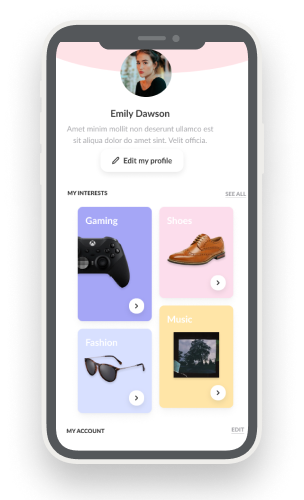 Emily Dawson
Amet minim mollit non deserunt ullamco est
sit aliqua dolor do amet sint. Velit officia.
Edit my profile
MY INTERESTS
SEE ALL
Gaming
Shoes
Music
Fashion
MY ACCOUNT
EDIT